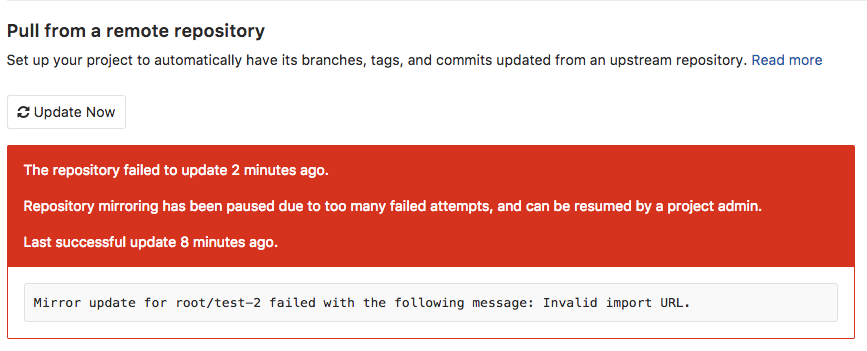 Pull from a remote repository
Set up your project to automatically have its branches, tags, and commits updated from an upstream repository. Read more
Update Now
The repository failed to update 2 minutes ago.
Repository mirroring has been paused due to too many failed attempts, and can be resumed by a project admin.
Last successful update 8 minutes ago.
Mirror update for root/test-2 failed with the following message: Invalid import URL.